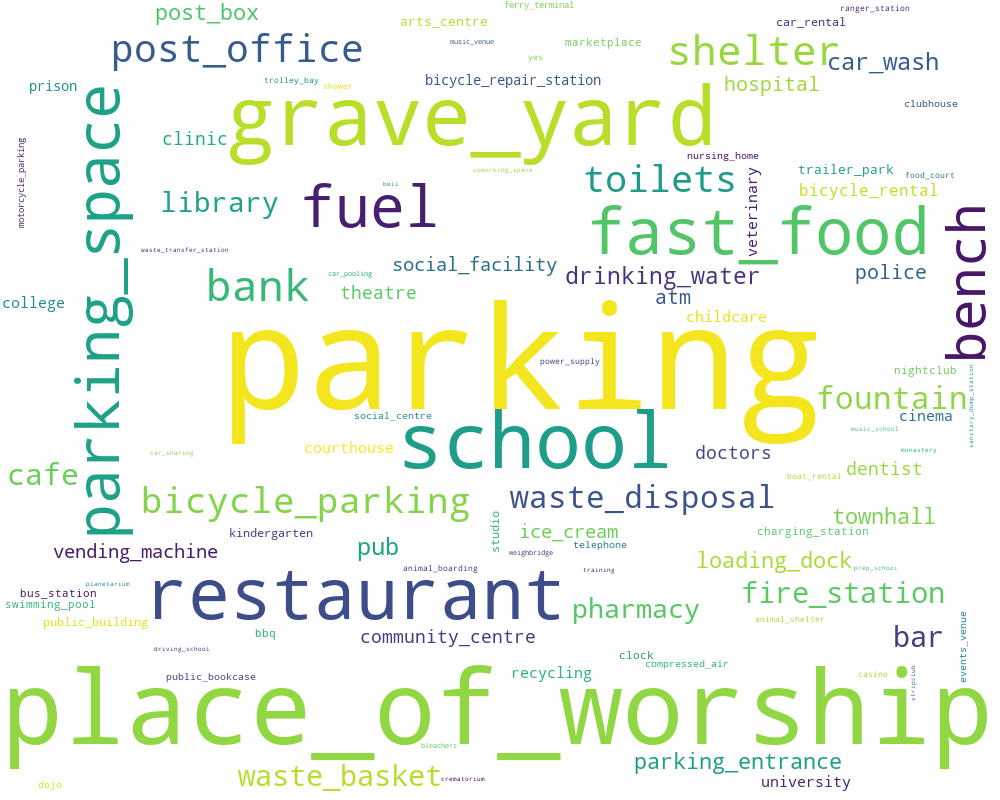 ferry_terminal
ranger_station
post_box
arts_centre
car_rental
post_office
music_venue
marketplace
shelter
yes
car_wash
prison
trolley_bay
shower
bicycle_repair_station
hospital
parking_space
grave_yard
clubhouse
motorcycle_parking
clinic
nursing_home
coworking_space
toilets
veterinary
trailer_park
food_court
bicycle_rental
library
fuel
fast_food
bench
waste_transfer_station
social_facility
drinking_water
police
bank
car_pooling
theatre
atm
college
childcare
parking
power_supply
nightclub
sanitary_dump_station
fountain
social_centre
cinema
school
music_school
courthouse
car_sharing
doctors
monastery
cafe
boat_rental
dentist
bicycle_parking
waste_disposal
townhall
kindergarten
studio
ice_cream
charging_station
vending_machine
pub
telephone
weighbridge
loading_dock
animal_boarding
training
prep_school
planetarium
bus_station
restaurant
fire_station
swimming_pool
pharmacy
public_building
bbq
community_centre
animal_shelter
bar
events_venue
driving_school
clock
compressed_air
public_bookcase
recycling
casino
stripclub
place_of_worship
bleachers
parking_entrance
waste_basket
crematorium
university
dojo